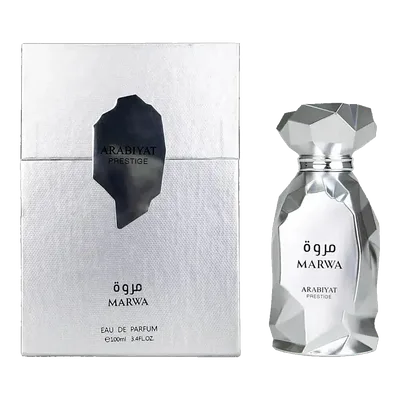 ARABIYAT
PRESTIGE
مروة
MARWA
EAU DE PARFUM
℮100ml 3.4FL.OZ.
مروة
MARWA
ARABIYAT
PRESTIGE